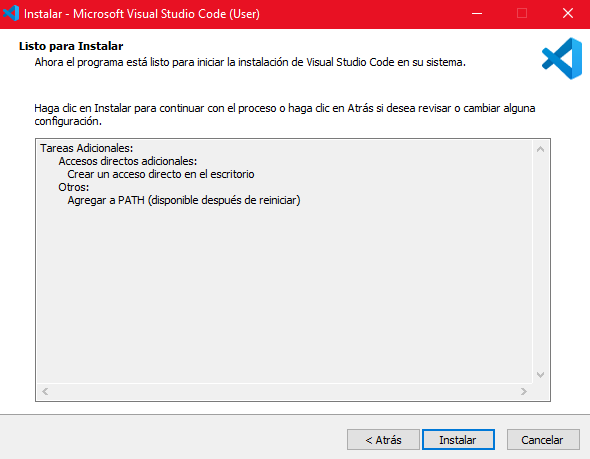 Instalar - Microsoft Visual Studio Code (User)
Listo para Instalar
Ahora el programa está listo para iniciar la instalación de Visual Studio Code en su sistema.
Haga clic en Instalar para continuar con el proceso o haga clic en Atrás si desea revisar o cambiar alguna
configuración.
Tareas Adicionales:
Accesos directos adicionales:
Crear un acceso directo en el escritorio
Otros:
Agregar a PATH (disponible después de reiniciar)
< Atrás
Instalar
Cancelar